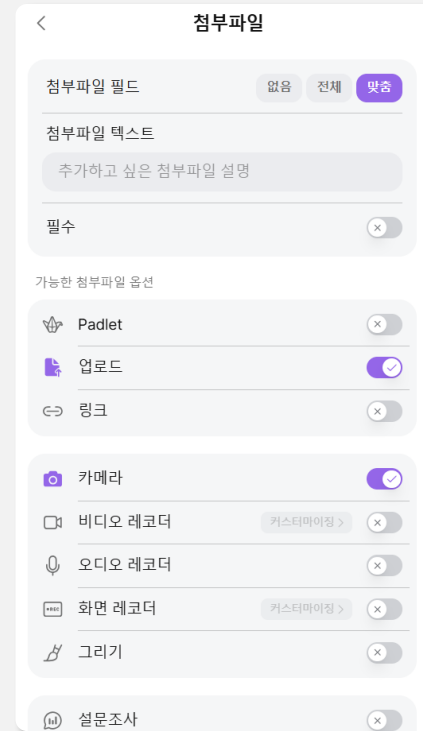 첨부파일
첨부파일 필드
없음 전체 맞춤
첨부파일 텍스트
추가하고 싶은 첨부파일 설명
필수
가능한 첨부파일 옵션
Padlet
업로드
링크
카메라
비디오 레코더 커스터마이징 >
오디오 레코더
화면 레코더 커스터마이징 >
그리기
설문조사